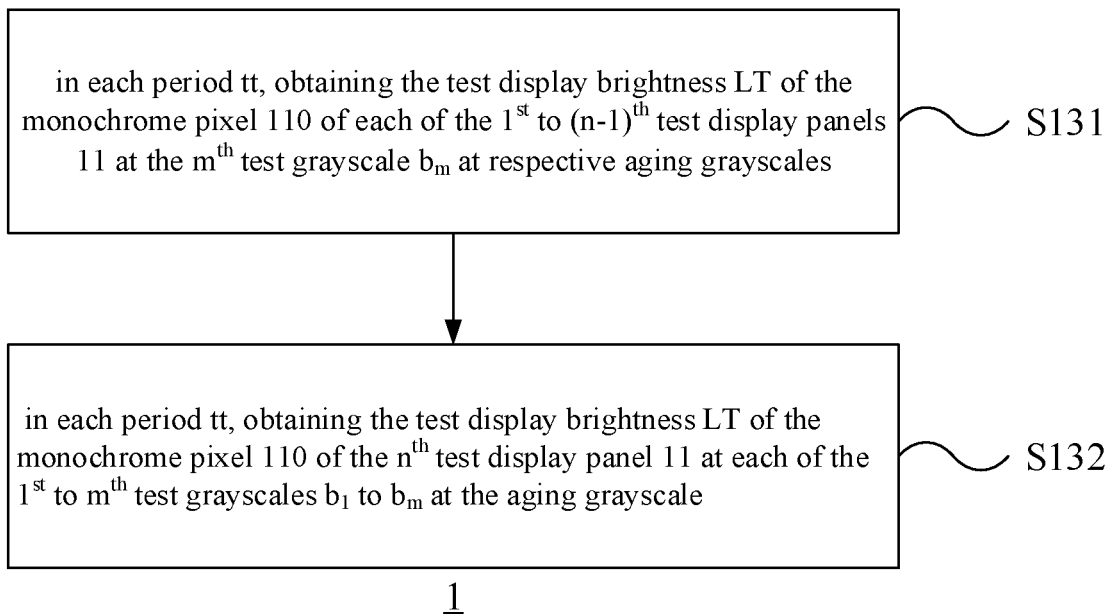 in each period tt, obtaining the test display brightness LT of the
monochrome pixel 110 of each of the 1st to (n-1)th test display panels
11 at the mth test grayscale bm at respective aging grayscales
S131
in each period tt, obtaining the test display brightness LT of the
monochrome pixel 110 of the nth test display panel 11 at each of the
1st to mth test grayscales b1 to bm at the aging grayscale
S132
1